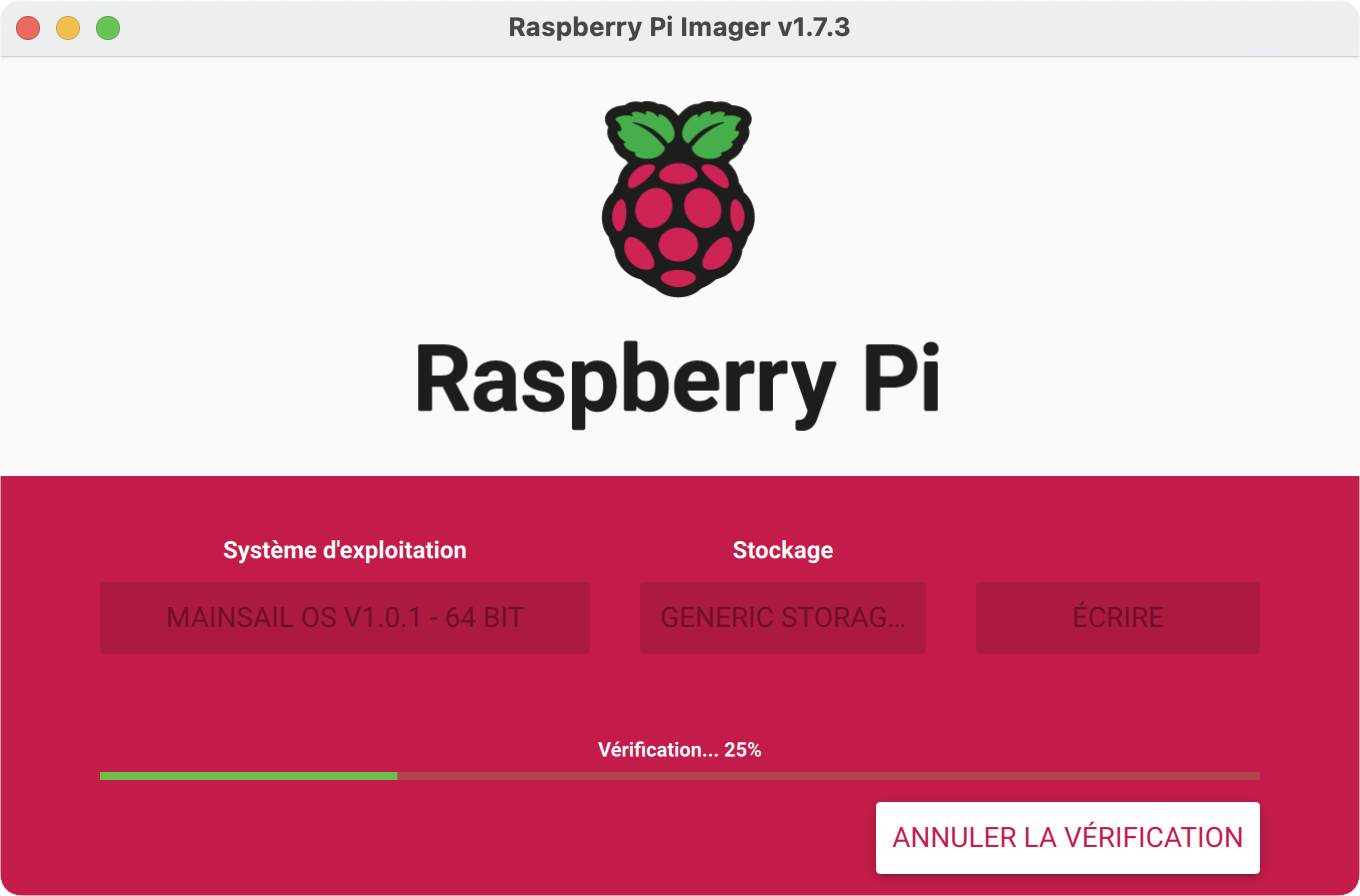 Raspberry Pi Imager v1.7.3
Raspberry Pi
Système d'exploitation
Stockage
MAINSAIL OS V1.0.1 - 64 BIT
GENERIC STORAG...
ÉCRIRE
Vérification... 25%
ANNULER LA VÉRIFICATION